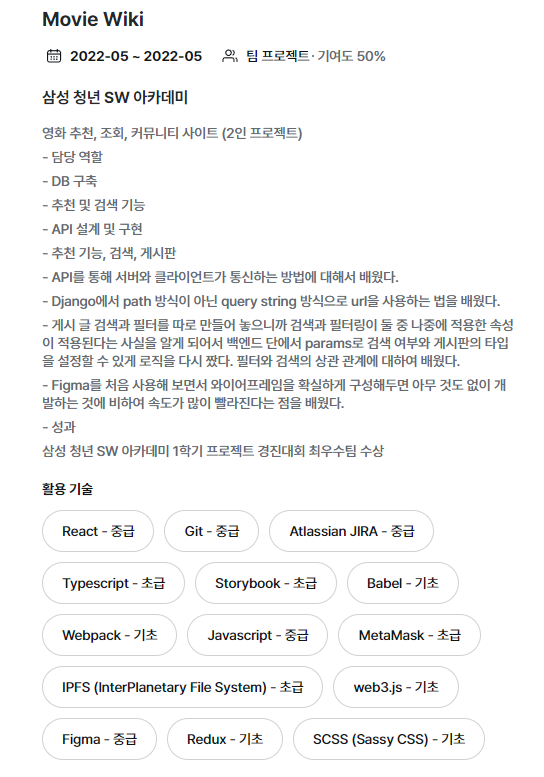 Movie Wiki
2022-05 ~ 2022-05 팀 프로젝트 · 기여도 50%
삼성 청년 SW 아카데미
영화 추천, 조회, 커뮤니티 사이트 (2인 프로젝트)
- 담당 역할
- DB 구축
- 추천 및 검색 기능
- API 설계 및 구현
- 추천 기능, 검색, 게시판
- API를 통해 서버와 클라이언트가 통신하는 방법에 대해서 배웠다.
- Django에서 path 방식이 아닌 query string 방식으로 url을 사용하는 법을 배웠다.
- 게시 글 검색과 필터를 따로 만들어 놓으니까 검색과 필터링이 둘 중 나중에 적용한 속성
이 적용된다는 사실을 알게 되어서 백엔드 단에서 params로 검색 여부와 게시판의 타입
을 설정할 수 있게 로직을 다시 짰다. 필터와 검색의 상관 관계에 대하여 배웠다.
- Figma를 처음 사용해 보면서 와이어프레임을 확실하게 구성해두면 아무 것도 없이 개
발하는 것에 비하여 속도가 많이 빨라진다는 점을 배웠다.
- 성과
삼성 청년 SW 아카데미 1학기 프로젝트 경진대회 최우수팀 수상
활용 기술
React - 중급 Git - 중급 Atlassian JIRA - 중급
Typescript - 초급 Storybook - 초급 Babel - 기초
Webpack - 기초 Javascript - 중급 MetaMask - 초급
IPFS (InterPlanetary File System) - 초급 web3.js - 기초
Figma - 중급 Redux - 기초 SCSS (Sassy CSS) - 기초